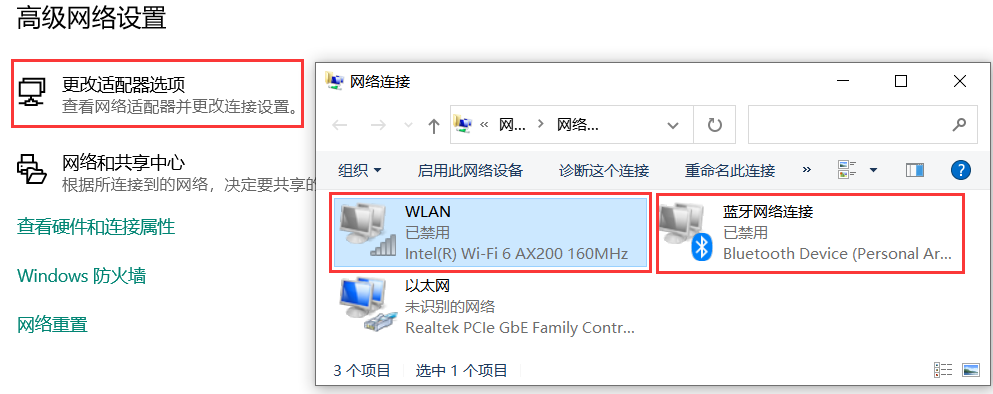 高级网络设置
更改适配器选项
查看网络适配器并更改连接设置。
网络和共享中心
根据所连接到的网络，决定要共享的
查看硬件和连接属性
Windows 防火墙
网络重置
网络连接
« 网... › 网络...
组织 启用此网络设备 诊断这个连接 重命名此连接 »
WLAN
已禁用
Intel(R) Wi-Fi 6 AX200 160MHz
蓝牙网络连接
已禁用
Bluetooth Device (Personal Ar...
以太网
未识别的网络
Realtek PCIe GbE Family Contr...
3 个项目 选中 1 个项目